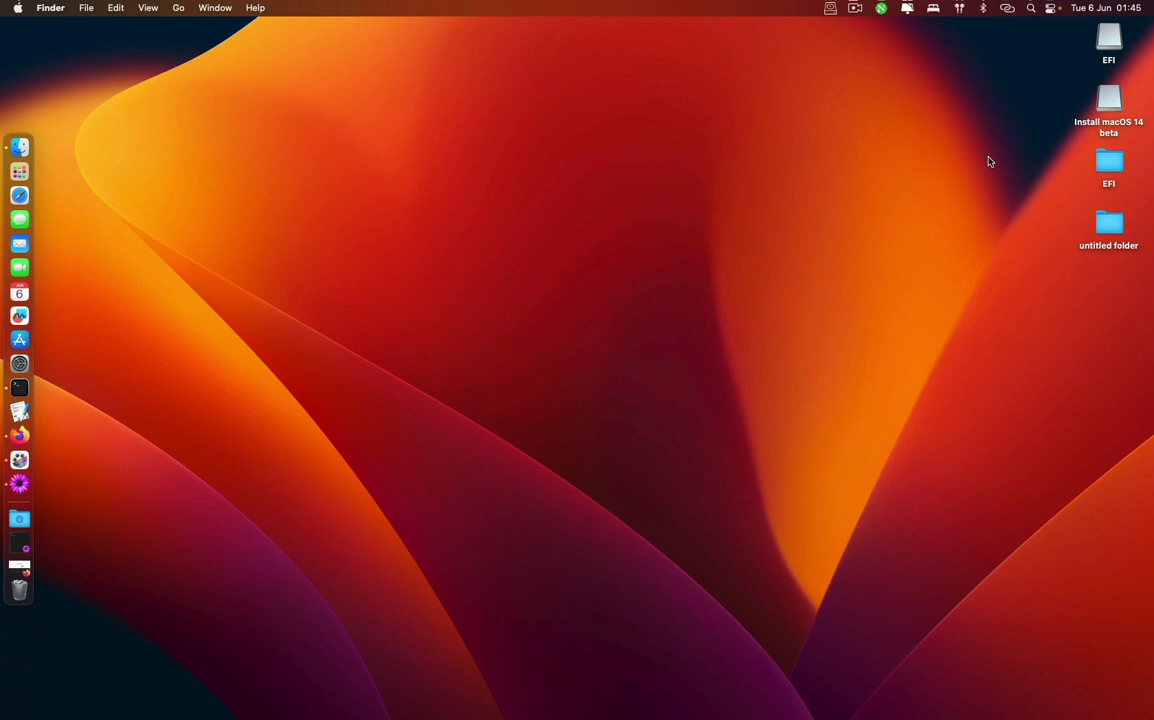 Finder File Edit View Go Window Help Tue 6 Jun 01:45
EFI
Install macOS 14
beta
EFI
untitled folder
6